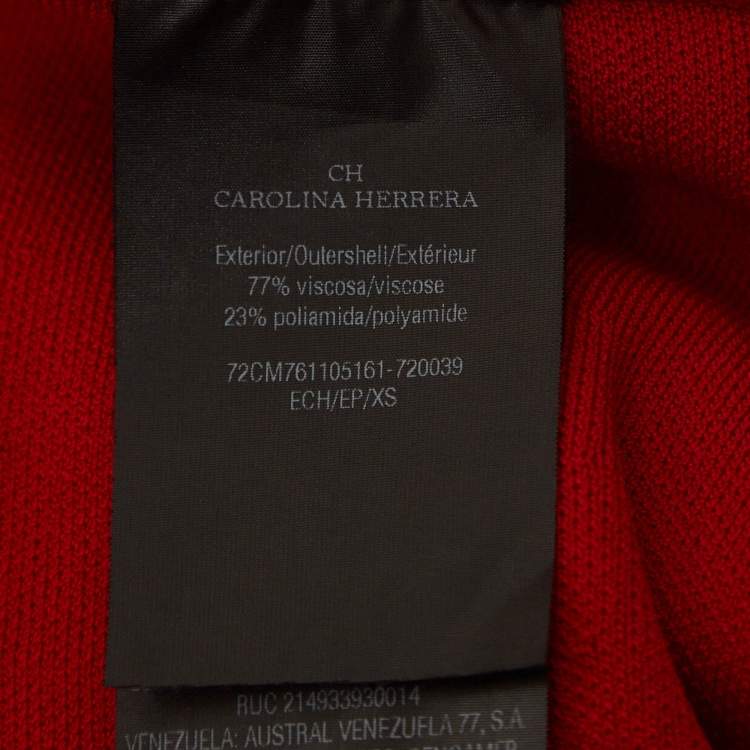 CH
CAROLINA HERRERA
Exterior/Outershell/Extérieur
77% viscosa/viscose
23% poliamida/polyamide
72CM761105161-720039
ECH/EP/XS
RUC 214933930014
VENEZUELA: AUSTRAL VENEZUELA 77, S.A